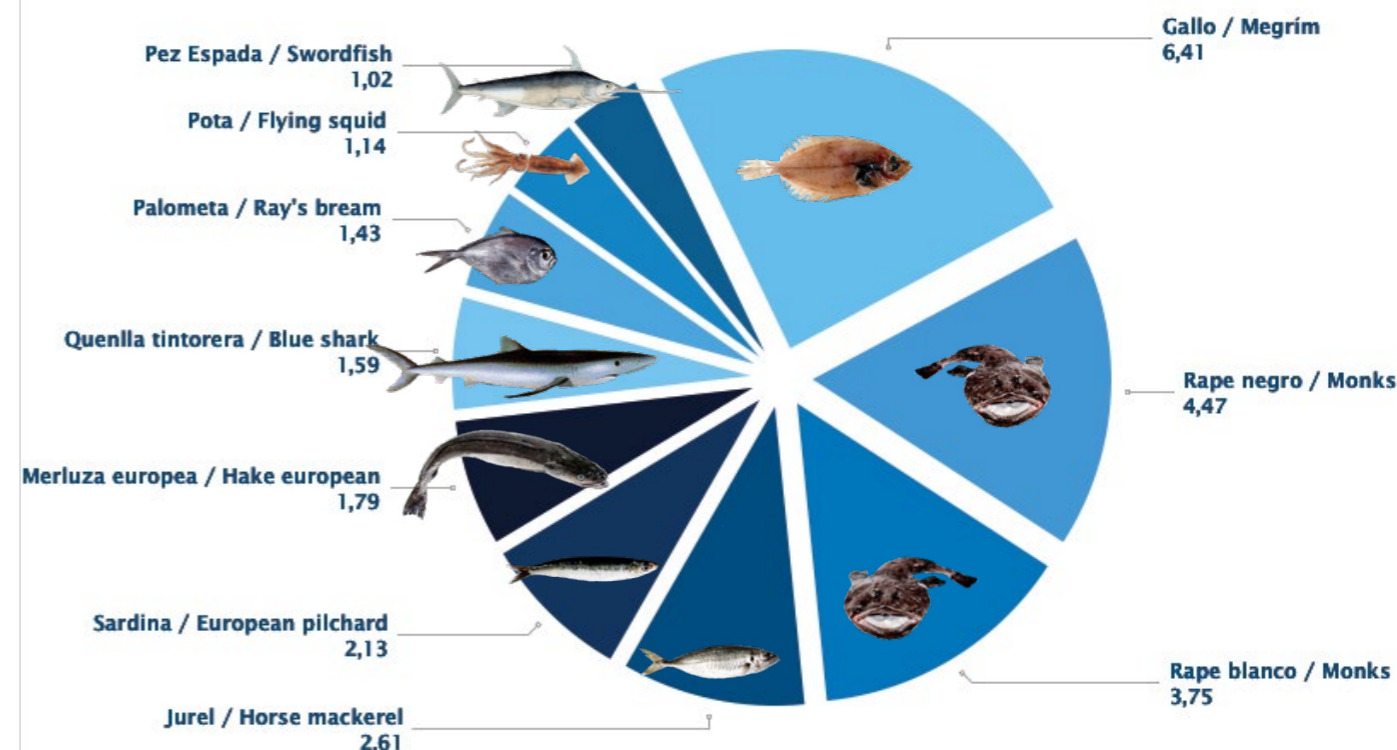 Gallo / Megrim
6,41
Rape negro / Monks
4,47
Rape blanco / Monks
3,75
Jurel / Horse mackerel
2,61
Sardina / European pilchard
2,13
Merluza europea / Hake european
1,79
Quenlla tintorera / Blue shark
1,59
Palometa / Ray's bream
1,43
Pota / Flying squid
1,14
Pez Espada / Swordfish
1,02